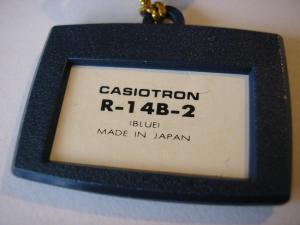 CASIOTRON
R-14B-2
(BLUE)
MADE IN JAPAN